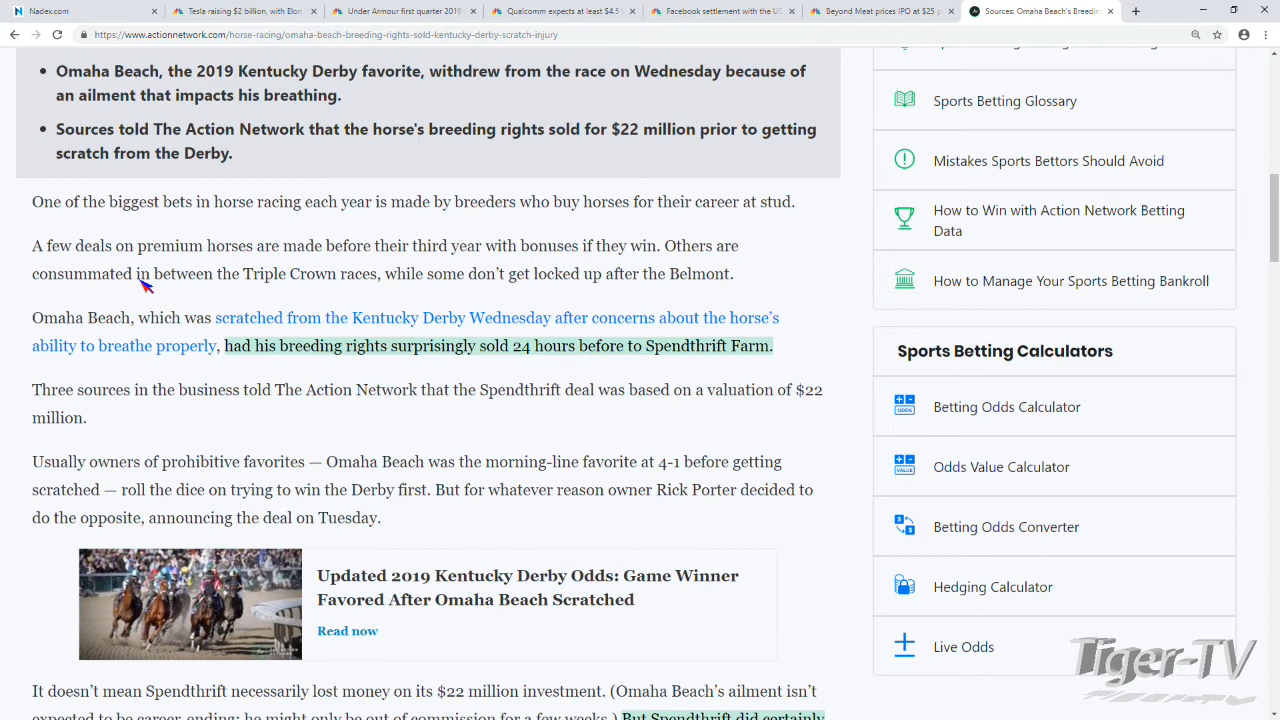 Nadex.com
Tesla raising $2 billion, with Elon
Under Armour first quarter 2019
Qualcomm expects at least $4.5
Facebook settlement with the US
Beyond Meat prices IPO at $25 p
Sources: Omaha Beach's Breedin
https://www.actionnetwork.com/horse-racing/omaha-beach-breeding-rights-sold-kentucky-derby-scratch-injury
Omaha Beach, the 2019 Kentucky Derby favorite, withdrew from the race on Wednesday because of
an ailment that impacts his breathing.
Sources told The Action Network that the horse's breeding rights sold for $22 million prior to getting
scratch from the Derby.
One of the biggest bets in horse racing each year is made by breeders who buy horses for their career at stud.
A few deals on premium horses are made before their third year with bonuses if they win. Others are
consummated in between the Triple Crown races, while some don't get locked up after the Belmont.
Omaha Beach, which was scratched from the Kentucky Derby Wednesday after concerns about the horse's
ability to breathe properly, had his breeding rights surprisingly sold 24 hours before to Spendthrift Farm.
Three sources in the business told The Action Network that the Spendthrift deal was based on a valuation of $22
million.
Usually owners of prohibitive favorites — Omaha Beach was the morning-line favorite at 4-1 before getting
scratched — roll the dice on trying to win the Derby first. But for whatever reason owner Rick Porter decided to
do the opposite, announcing the deal on Tuesday.
Updated 2019 Kentucky Derby Odds: Game Winner
Favored After Omaha Beach Scratched
Read now
It doesn't mean Spendthrift necessarily lost money on its $22 million investment. (Omaha Beach's ailment isn't
expected to be career-ending; he might only be out of commission for a few weeks.) But Spendthrift did certainly
Sports Betting Glossary
Mistakes Sports Bettors Should Avoid
How to Win with Action Network Betting
Data
How to Manage Your Sports Betting Bankroll
Sports Betting Calculators
ODDS
Betting Odds Calculator
VALUE
Odds Value Calculator
Betting Odds Converter
Hedging Calculator
Live Odds
Tiger-TV